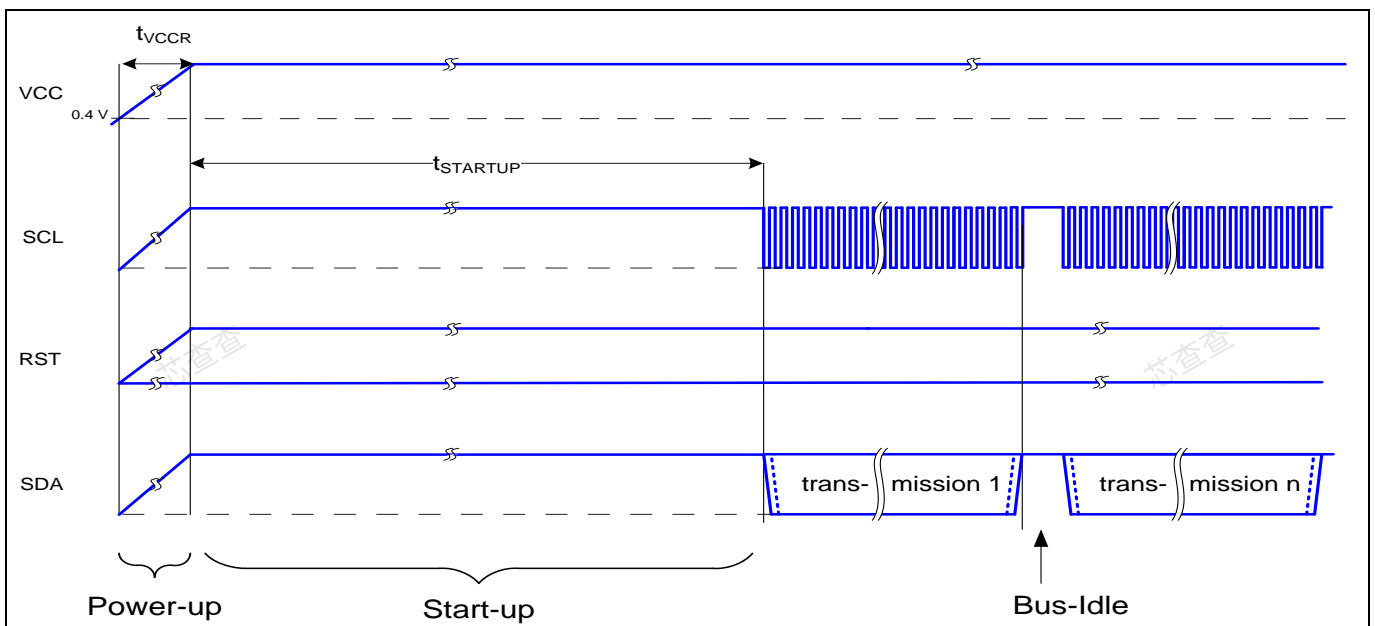 tVCCR
VCC
0.4 V
tSTARTUP
SCL
RST
芯查查
芯查查
SDA
trans- mission 1
trans- mission n
Power-up
Start-up
Bus-Idle